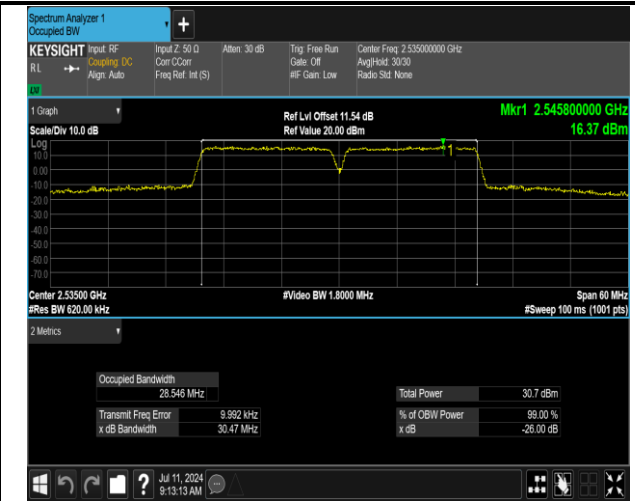 Spectrum Analyzer 1
Occupied BW
+
KEYSIGHT Input: RF Input Z: 50 Ω Atten: 30 dB Trig: Free Run Center Freq: 2.535000000 GHz
RL Coupling: DC Corr CCorr Gate: Off Avg|Hold: 30/30
Align: Auto Freq Ref: Int (S) #IF Gain: Low Radio Std: None
1 Graph
Scale/Div 10.0 dB
Ref Lvl Offset 11.54 dB
Ref Value 20.00 dBm
Mkr1 2.545800000 GHz
16.37 dBm
Log
10.0
0.00
-10.0
-20.0
-30.0
-40.0
-50.0
-60.0
-70.0
1
Center 2.53500 GHz #Video BW 1.8000 MHz Span 60 MHz
#Res BW 620.00 kHz #Sweep 100 ms (1001 pts)
2 Metrics
Occupied Bandwidth
28.546 MHz
Total Power 30.7 dBm
Transmit Freq Error 9.992 kHz % of OBW Power 99.00 %
x dB Bandwidth 30.47 MHz x dB -26.00 dB
?
Jul 11, 2024
9:13:13 AM